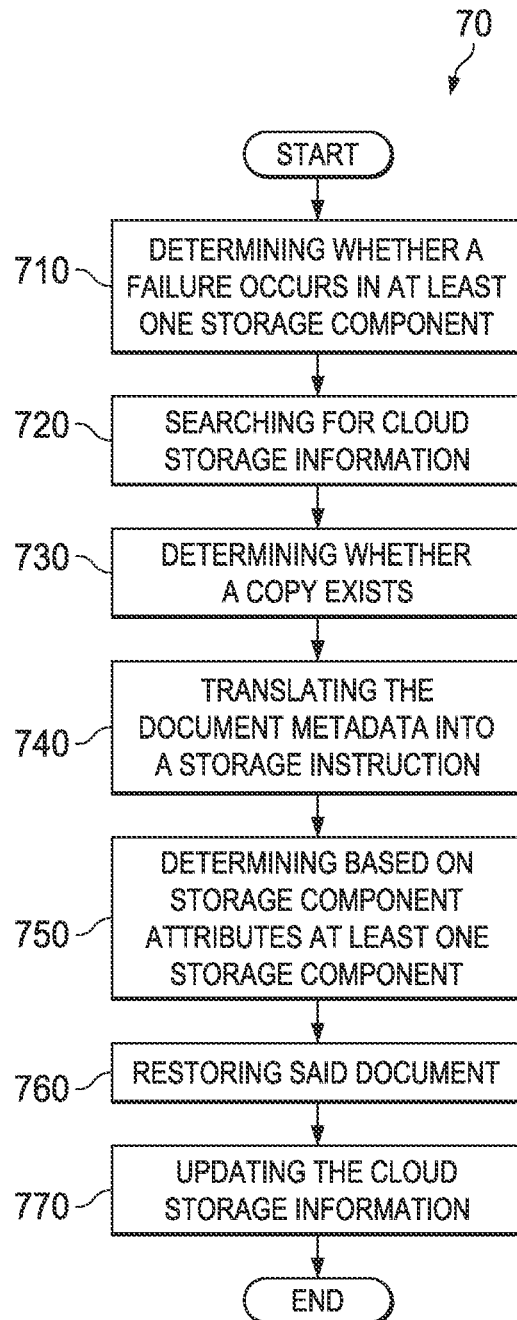 70
START
710
DETERMINING WHETHER A
FAILURE OCCURS IN AT LEAST
ONE STORAGE COMPONENT
720
SEARCHING FOR CLOUD
STORAGE INFORMATION
730
DETERMINING WHETHER
A COPY EXISTS
740
TRANSLATING THE
DOCUMENT METADATA INTO
A STORAGE INSTRUCTION
750
DETERMINING BASED ON
STORAGE COMPONENT
ATTRIBUTES AT LEAST ONE
STORAGE COMPONENT
760
RESTORING SAID DOCUMENT
770
UPDATING THE CLOUD
STORAGE INFORMATION
END